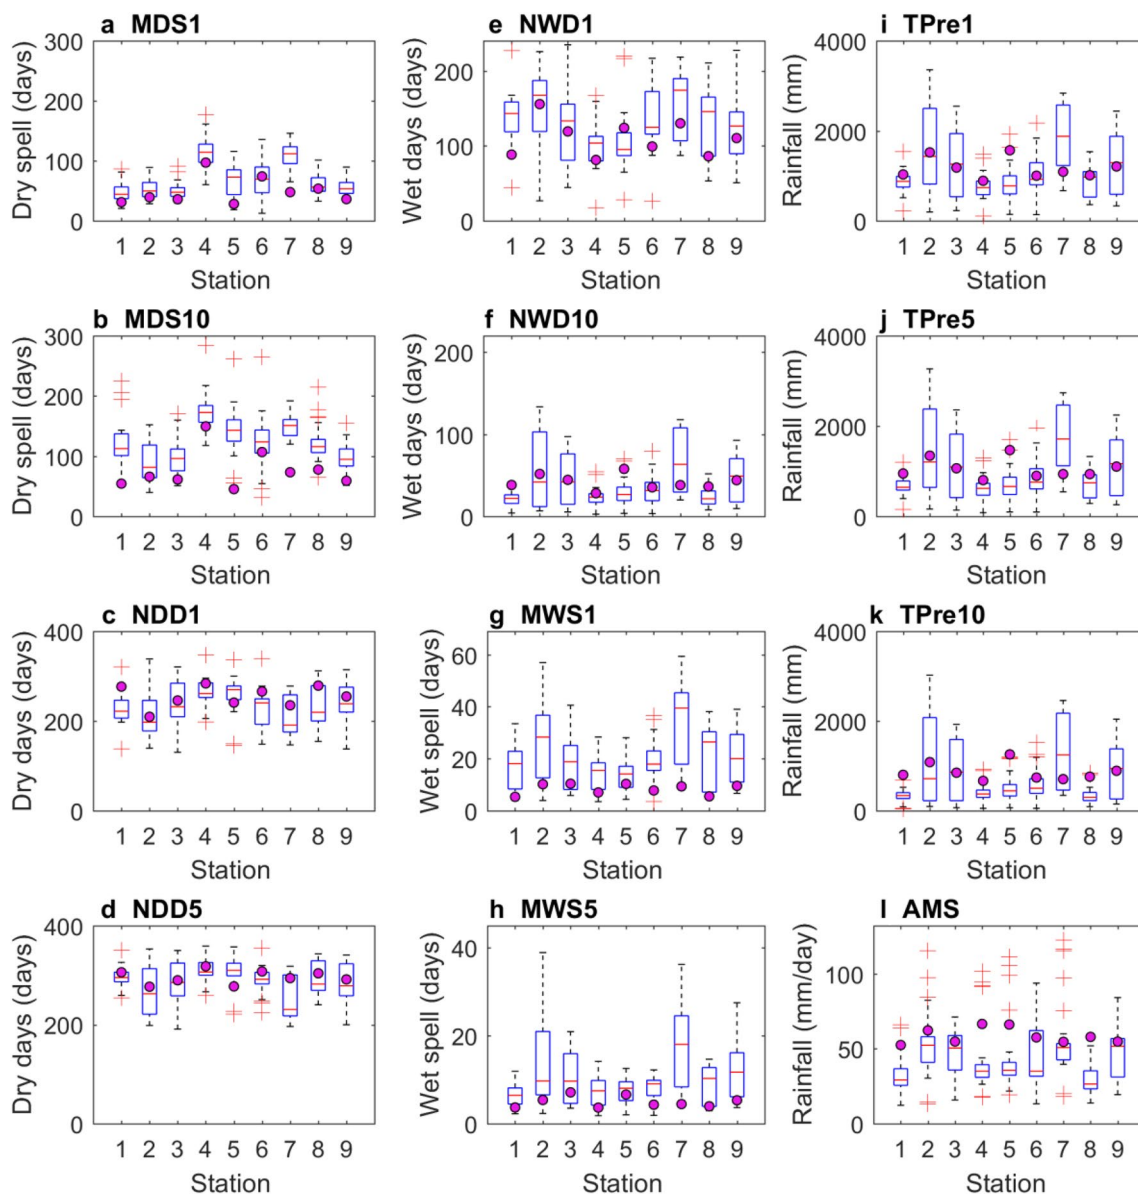 a MDS1
300
200
100
0
Dry spell (days)
1 2 3 4 5 6 7 8 9
Station
e NWD1
200
100
0
Wet days (days)
1 2 3 4 5 6 7 8 9
Station
i TPre1
4000
2000
0
Rainfall (mm)
1 2 3 4 5 6 7 8 9
Station
b MDS10
300
200
100
0
Dry spell (days)
1 2 3 4 5 6 7 8 9
Station
f NWD10
200
100
0
Wet days (days)
1 2 3 4 5 6 7 8 9
Station
j TPre5
4000
2000
0
Rainfall (mm)
1 2 3 4 5 6 7 8 9
Station
c NDD1
400
200
0
Dry days (days)
1 2 3 4 5 6 7 8 9
Station
g MWS1
60
40
20
0
Wet spell (days)
1 2 3 4 5 6 7 8 9
Station
k TPre10
4000
2000
0
Rainfall (mm)
1 2 3 4 5 6 7 8 9
Station
d NDD5
400
200
0
Dry days (days)
1 2 3 4 5 6 7 8 9
Station
h MWS5
40
20
0
Wet spell (days)
1 2 3 4 5 6 7 8 9
Station
l AMS
100
50
0
Rainfall (mm/day)
1 2 3 4 5 6 7 8 9
Station